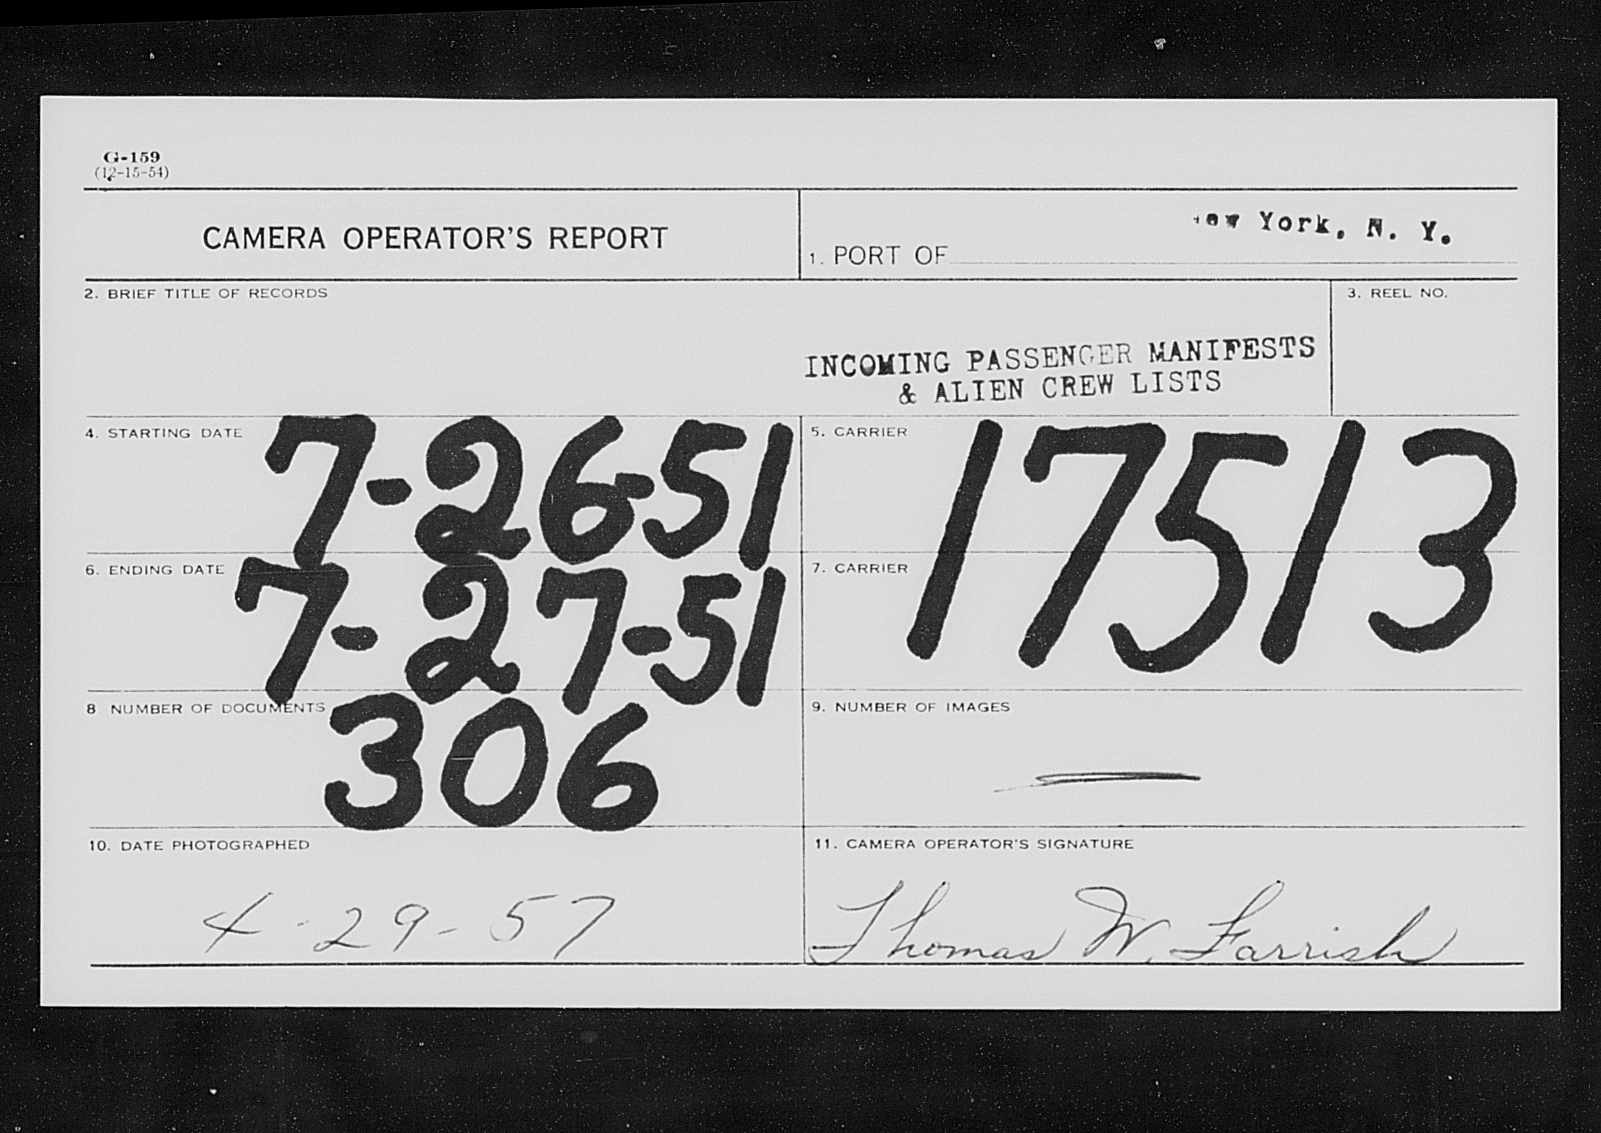 G-159
(12-15-54)
CAMERA OPERATOR'S REPORT
1. PORT OF New York, N. Y.
2. BRIEF TITLE OF RECORDS
INCOMING PASSENGER MANIFESTS
& ALIEN CREW LISTS
3. REEL NO.
4. STARTING DATE 7-26-51
5. CARRIER 17513
6. ENDING DATE 7-27-51
7. CARRIER
8 NUMBER OF DOCUMENTS 306
9. NUMBER OF IMAGES —
10. DATE PHOTOGRAPHED
4-29-57
11. CAMERA OPERATOR'S SIGNATURE
Thomas W. Farrish